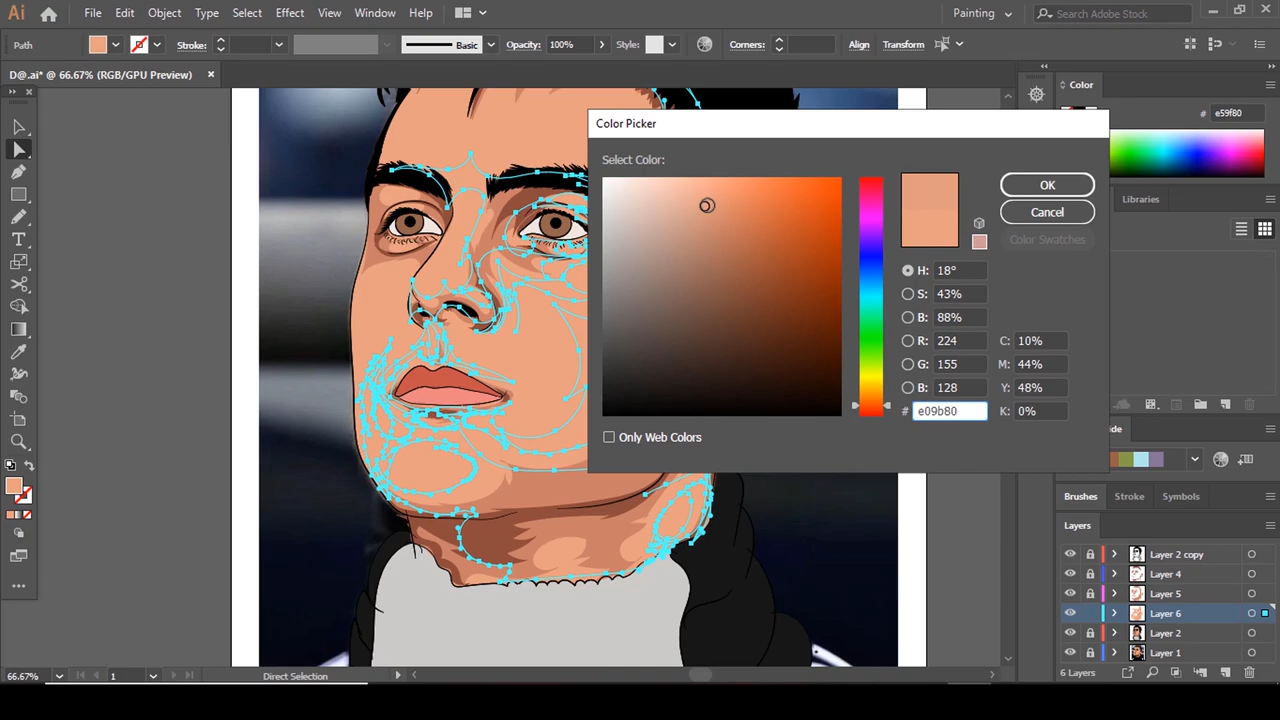 Ai File Edit Object Type Select Effect View Window Help Painting Search Adobe Stock
Path Stroke: Basic Opacity: 100% Style: Corners: Align Transform
D@.ai* @ 66.67% (RGB/GPU Preview)
Color
# e59f80
Color Picker
Select Color:
OK
Cancel
Color Swatches
Libraries
H: 18°
S: 43%
B: 88%
R: 224 C: 10%
G: 155 M: 44%
B: 128 Y: 48%
# e09b80 K: 0%
Only Web Colors
ide
Brushes Stroke Symbols
Layers
Layer 2 copy
Layer 4
Layer 5
Layer 6
Layer 2
Layer 1
6 Layers
66.67% 1 Direct Selection